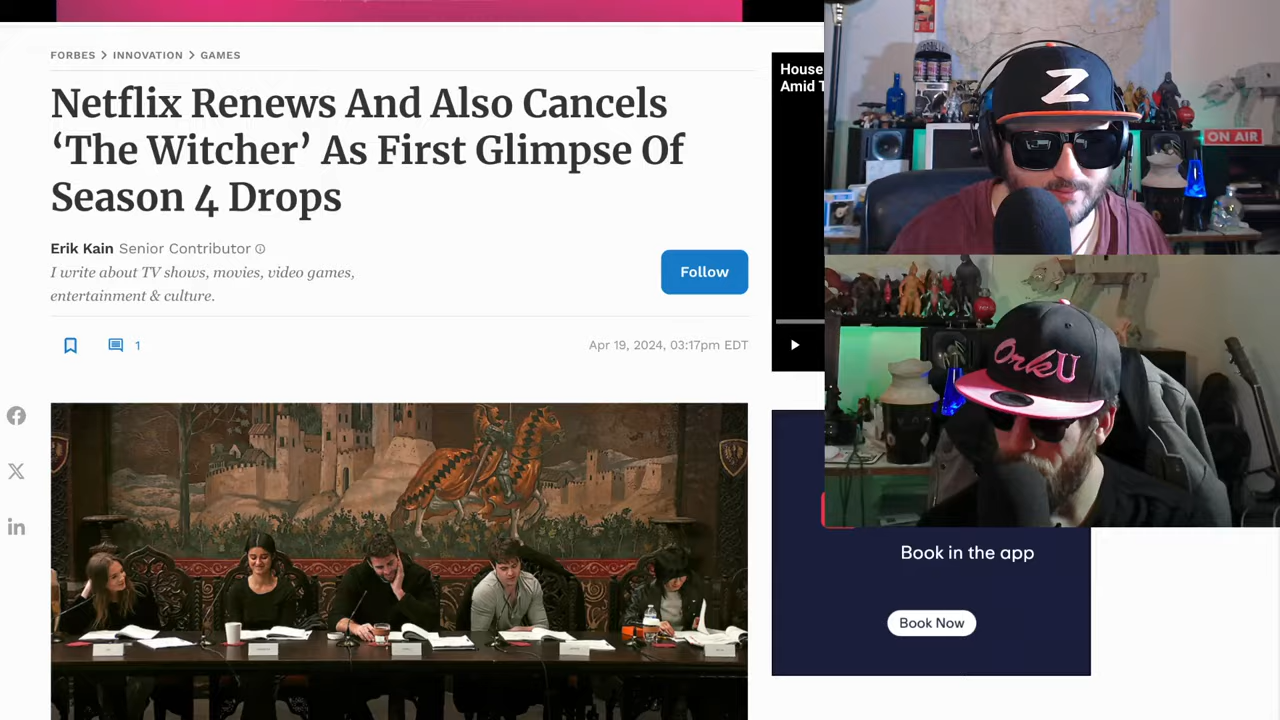 FORBES > INNOVATION > GAMES
Netflix Renews And Also Cancels
‘The Witcher’ As First Glimpse Of
Season 4 Drops
Erik Kain Senior Contributor
I write about TV shows, movies, video games,
entertainment & culture.
Follow
1
Apr 19, 2024, 03:17pm EDT
House
Amid T
Z
ON AIR
OrkU
Book in the app
Book Now